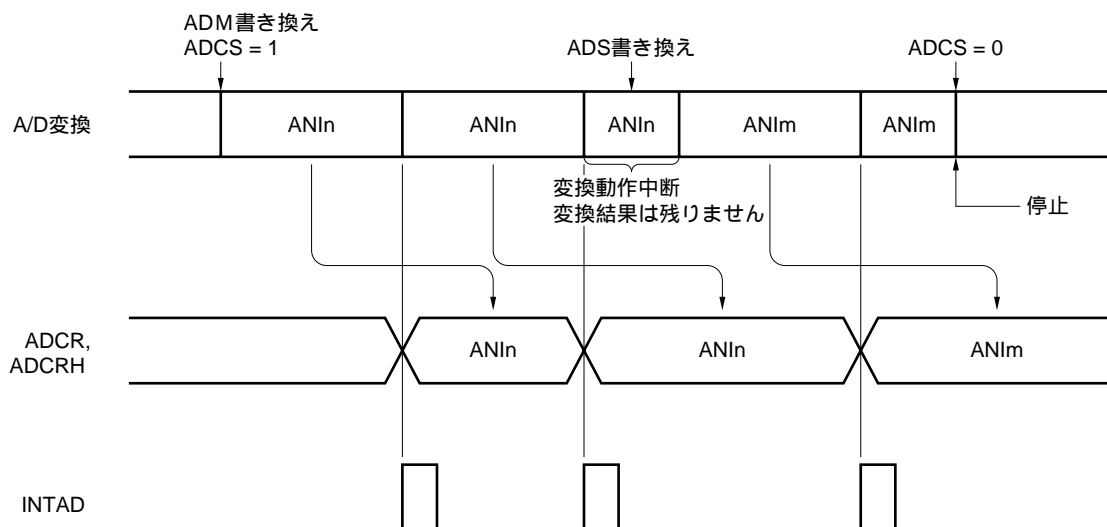 ADM書き換え
ADCS = 1
ADS書き換え
ADCS = 0
A/D変換
ANIn
ANIn
ANIn
ANIm
ANIm
変換動作中断
変換結果は残りません
停止
ADCR,
ADCRH
ANIn
ANIn
ANIm
INTAD